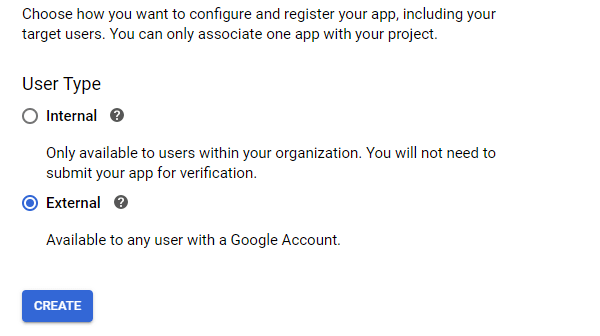 Choose how you want to configure and register your app, including your
target users. You can only associate one app with your project.
User Type
Internal ?
Only available to users within your organization. You will not need to
submit your app for verification.
External ?
Available to any user with a Google Account.
CREATE